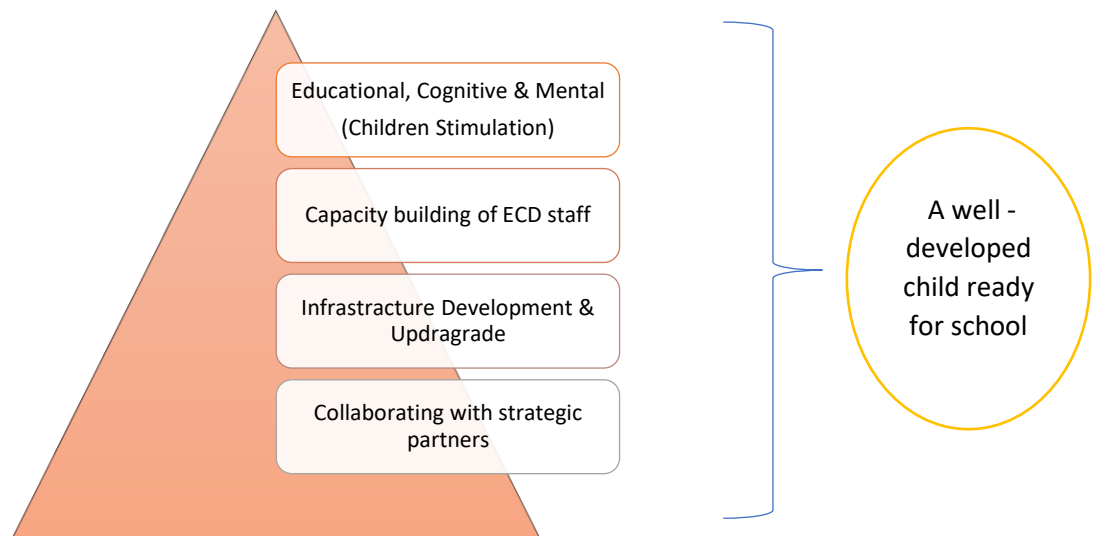 Educational, Cognitive & Mental
(Children Stimulation)
Capacity building of ECD staff
Infrastracture Development &
Updragrade
Collaborating with strategic
partners
A well -
developed
child ready
for school